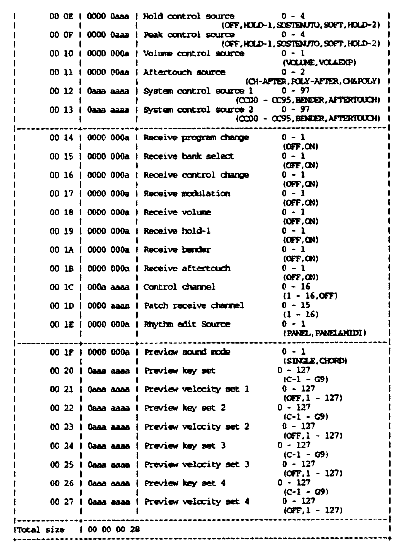 00 0E | 0000 0aaa | Hold control source 0 - 4
(OFF,HOLD-1,SOSTENUTO,SOFT,HOLD-2)
00 0F | 0000 0aaa | Peak control source 0 - 4
(OFF,HOLD-1,SOSTENUTO,SOFT,HOLD-2)
00 10 | 0000 000a | Volume control source 0 - 1
(VOLUME,VOL&EXP)
00 11 | 0000 00aa | Aftertouch source 0 - 2
(CH-AFTER,POLY-AFTER,CH&POLY)
00 12 | 0aaa aaaa | System control source 1 0 - 97
(CC00 - CC95,BENDER,AFTERTOUCH)
00 13 | 0aaa aaaa | System control source 2 0 - 97
(CC00 - CC95,BENDER,AFTERTOUCH)
00 14 | 0000 000a | Receive program change 0 - 1
(OFF,ON)
00 15 | 0000 000a | Receive bank select 0 - 1
(OFF,ON)
00 16 | 0000 000a | Receive control change 0 - 1
(OFF,ON)
00 17 | 0000 000a | Receive modulation 0 - 1
(OFF,ON)
00 18 | 0000 000a | Receive volume 0 - 1
(OFF,ON)
00 19 | 0000 000a | Receive hold-1 0 - 1
(OFF,ON)
00 1A | 0000 000a | Receive bender 0 - 1
(OFF,ON)
00 1B | 0000 000a | Receive aftertouch 0 - 1
(OFF,ON)
00 1C | 000a aaaa | Control channel 0 - 16
(1 - 16,OFF)
00 1D | 0000 aaaa | Patch receive channel 0 - 15
(1 - 16)
00 1E | 0000 000a | Rhythm edit Source 0 - 1
(PANEL,PANEL&MIDI)
00 1F | 0000 000a | Preview sound mode 0 - 1
(SINGLE,CHORD)
00 20 | 0aaa aaaa | Preview key set 0 - 127
(C-1 - G9)
00 21 | 0aaa aaaa | Preview velocity set 1 0 - 127
(OFF,1 - 127)
00 22 | 0aaa aaaa | Preview key set 2 0 - 127
(C-1 - G9)
00 23 | 0aaa aaaa | Preview velocity set 2 0 - 127
(OFF,1 - 127)
00 24 | 0aaa aaaa | Preview key set 3 0 - 127
(C-1 - G9)
00 25 | 0aaa aaaa | Preview velocity set 3 0 - 127
(OFF,1 - 127)
00 26 | 0aaa aaaa | Preview key set 4 0 - 127
(C-1 - G9)
00 27 | 0aaa aaaa | Preview velocity set 4 0 - 127
(OFF,1 - 127)
|Total size | 00 00 00 28